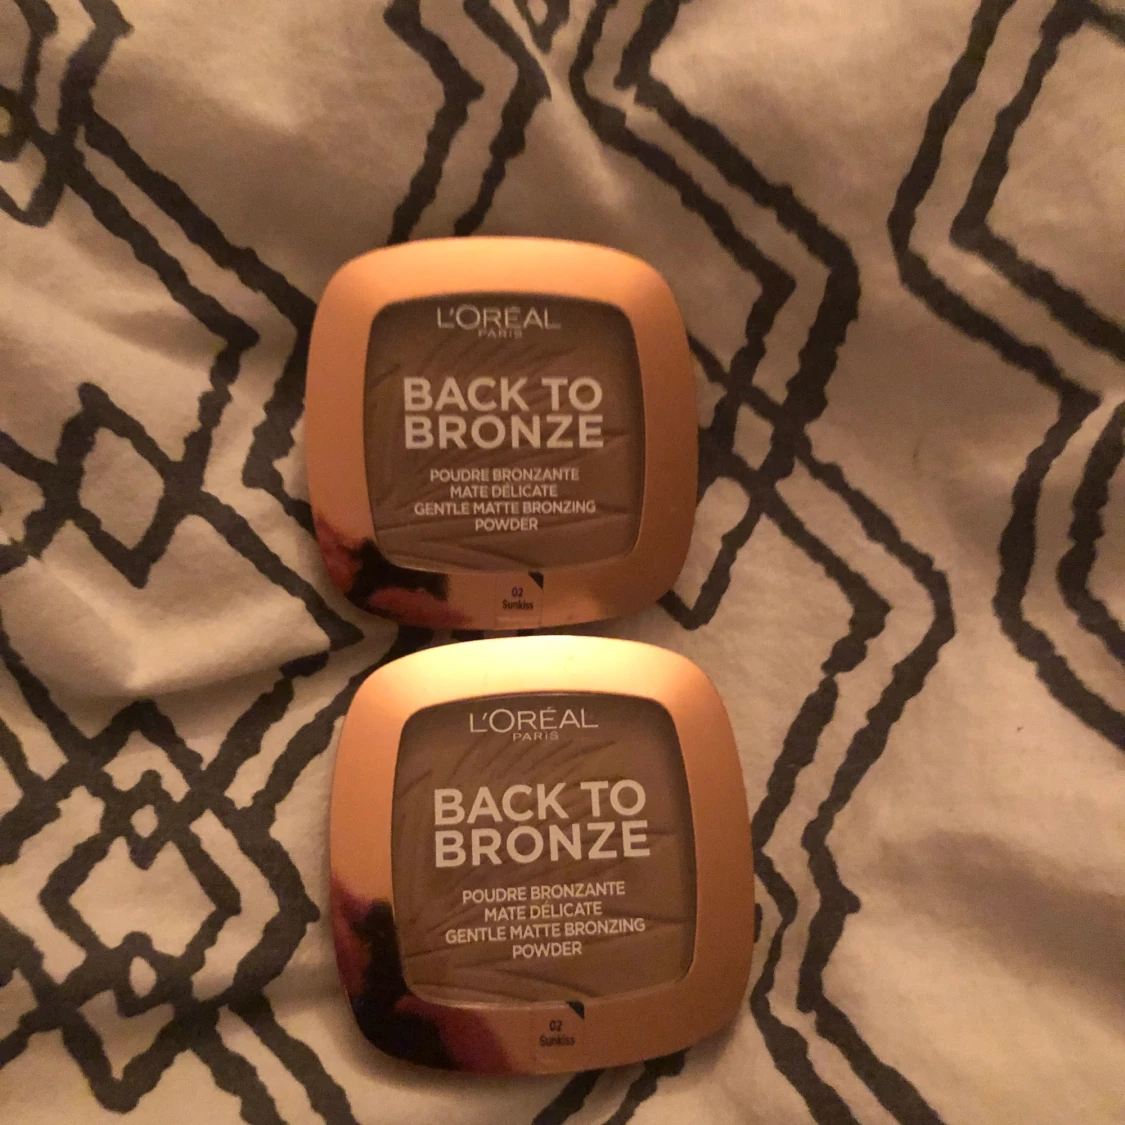 L'ORÉAL
PARIS
BACK TO
BRONZE
POUDRE BRONZANTE
MATE DÉLICATE
GENTLE MATTE BRONZING
POWDER
02
Sunkiss
L'ORÉAL
PARIS
BACK TO
BRONZE
POUDRE BRONZANTE
MATE DÉLICATE
GENTLE MATTE BRONZING
POWDER
02
Sunkiss